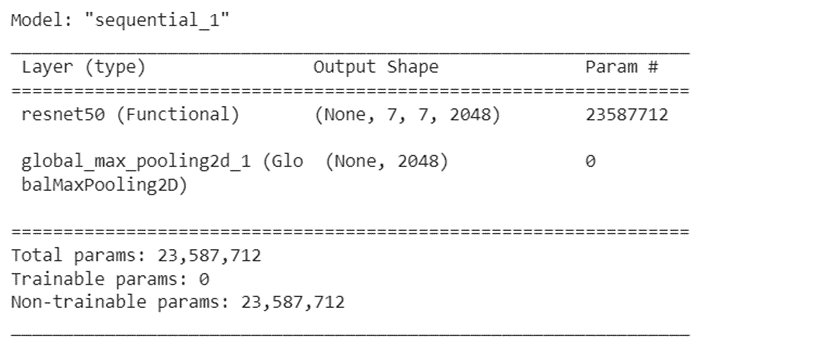 Model: "sequential_1"
_________________________________________________________________
Layer (type) Output Shape Param #
=================================================================
resnet50 (Functional) (None, 7, 7, 2048) 23587712
global_max_pooling2d_1 (Glo (None, 2048) 0
balMaxPooling2D)
=================================================================
Total params: 23,587,712
Trainable params: 0
Non-trainable params: 23,587,712
_________________________________________________________________